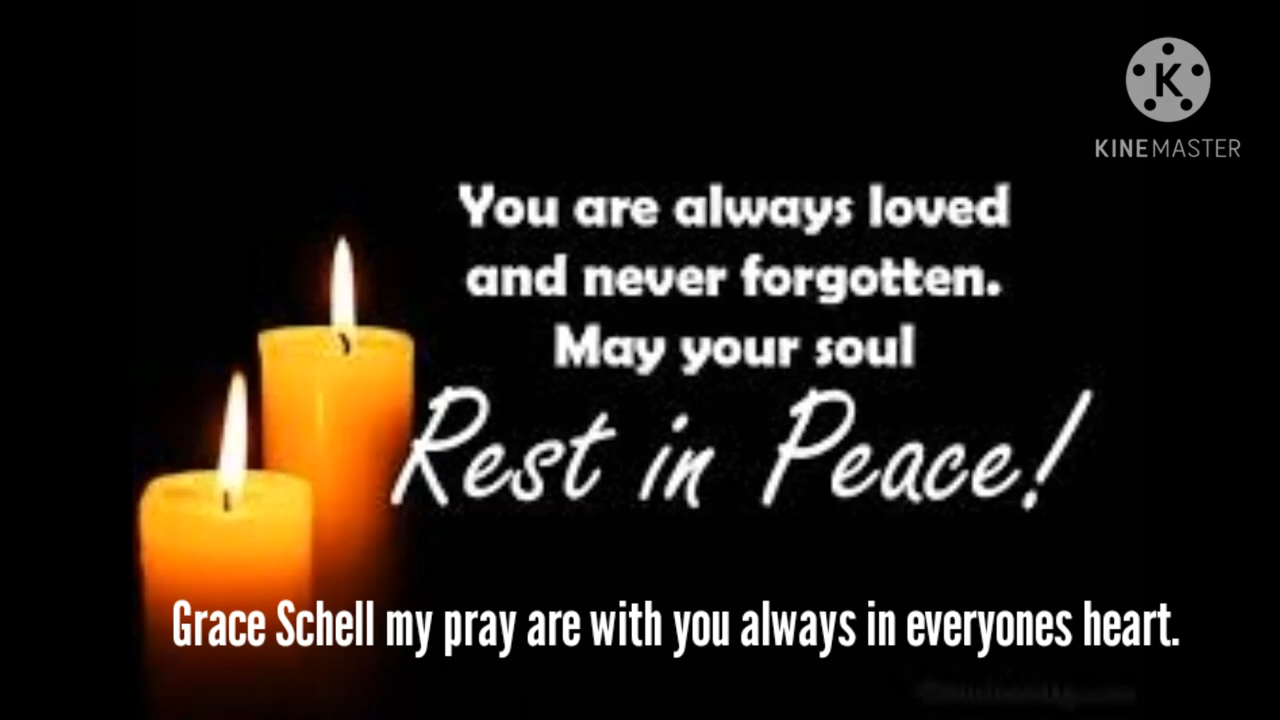 K
KINEMASTER
You are always loved
and never forgotten.
May your soul
Rest in Peace!
Grace Schell my pray are with you always in everyones heart.